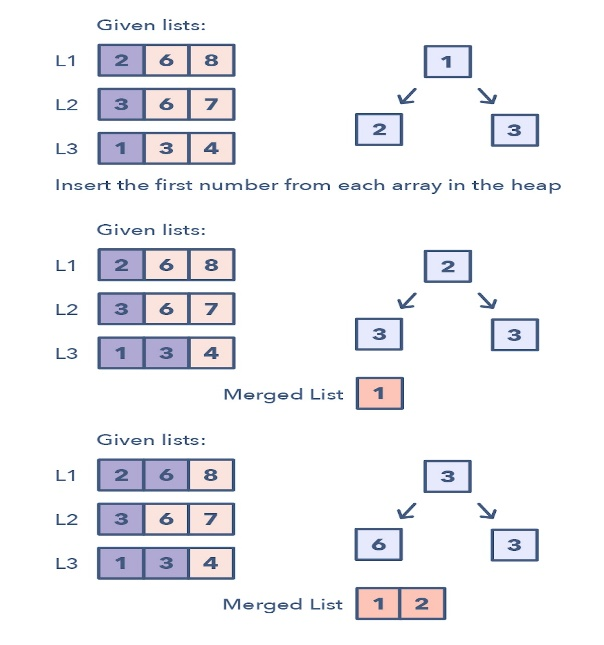 Given lists:
L1 2 6 8
1
L2 3 6 7
2 3
L3 1 3 4
Insert the first number from each array in the heap
Given lists:
L1 2 6 8
2
L2 3 6 7
3 3
L3 1 3 4
Merged List 1
Given lists:
L1 2 6 8
3
L2 3 6 7
6 3
L3 1 3 4
Merged List 1 2